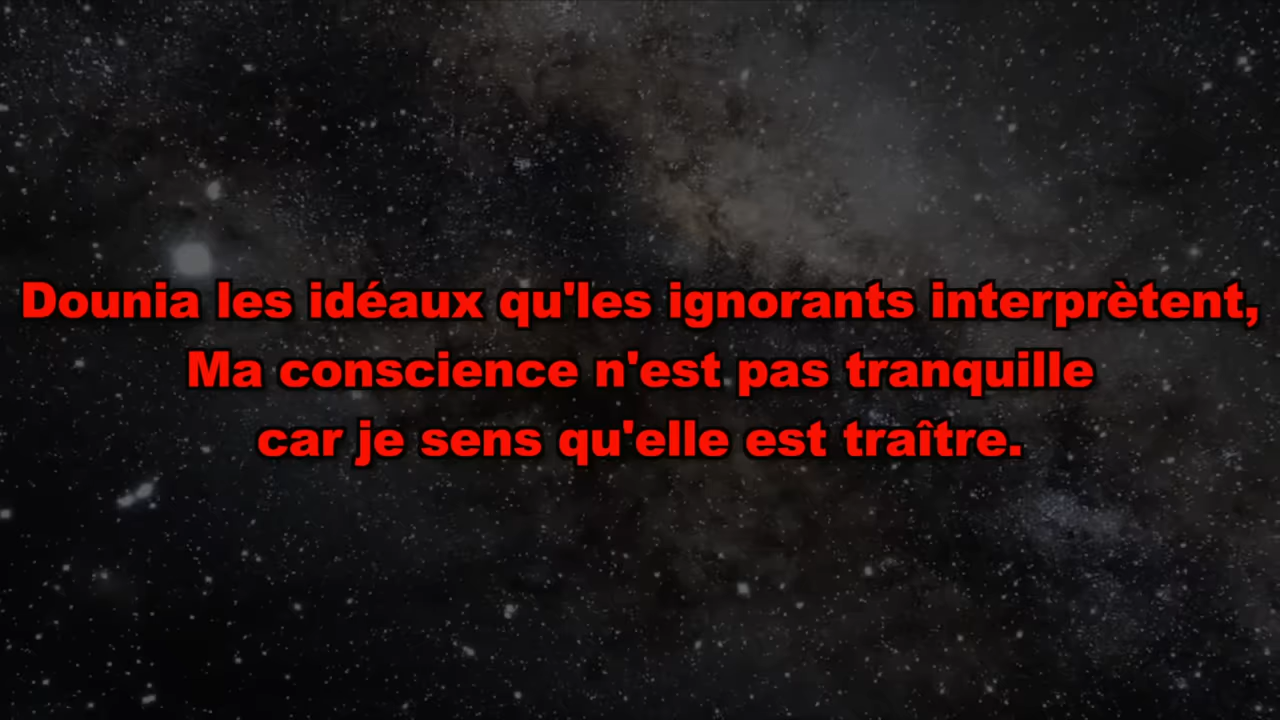 Dounia les idéaux qu'les ignorants interprètent,
Ma conscience n'est pas tranquille
car je sens qu'elle est traître.